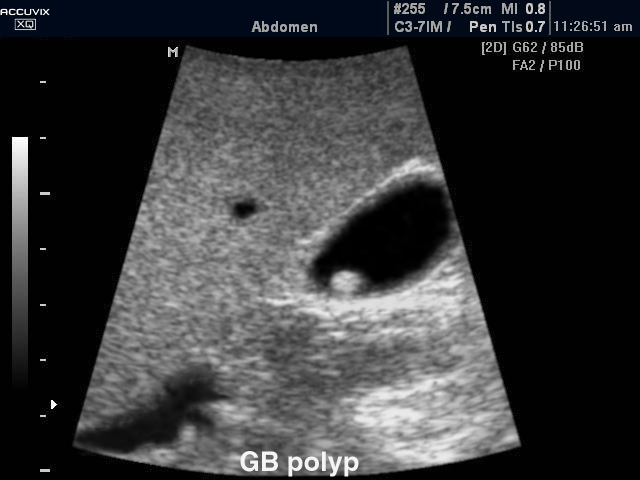 ACCUVIX
XQ
Abdomen
#255 / 7.5cm MI 0.8
C3-7IM / Pen TIs 0.7
11:26:51 am
[2D] G62 / 85dB
FA2 / P100
M
GB polyp